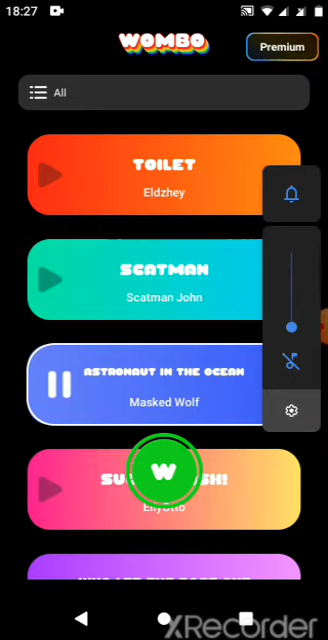 18:27
WOMBO
Premium
All
TOILET
Eldzhey
SCATMAN
Scatman John
ASTRONAUT IN THE OCEAN
Masked Wolf
W
EllyOtto
XRecorder